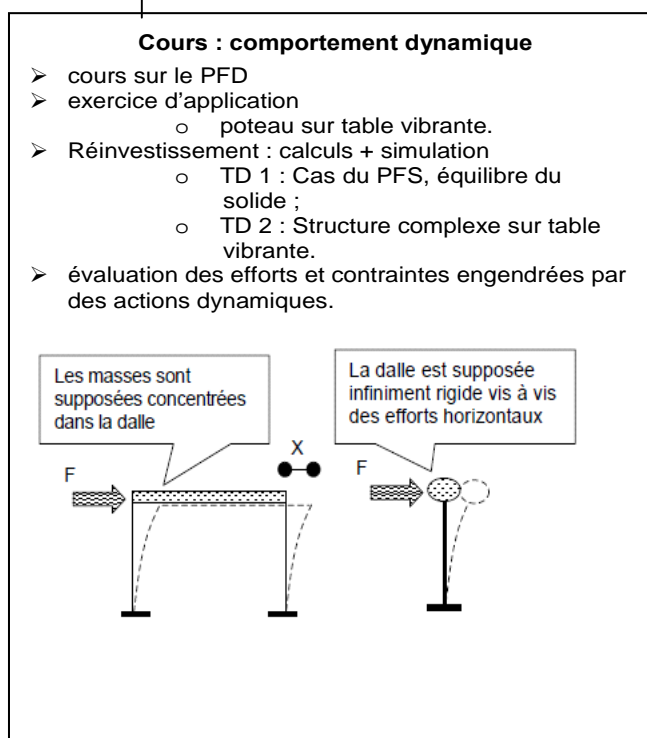 Cours : comportement dynamique
➢ cours sur le PFD
➢ exercice d'application
o poteau sur table vibrante.
➢ Réinvestissement : calculs + simulation
o TD 1 : Cas du PFS, équilibre du
solide ;
o TD 2 : Structure complexe sur table
vibrante.
➢ évaluation des efforts et contraintes engendrées par
des actions dynamiques.
Les masses sont
supposées concentrées
dans la dalle
La dalle est supposée
infiniment rigide vis à vis
des efforts horizontaux
X
F
F